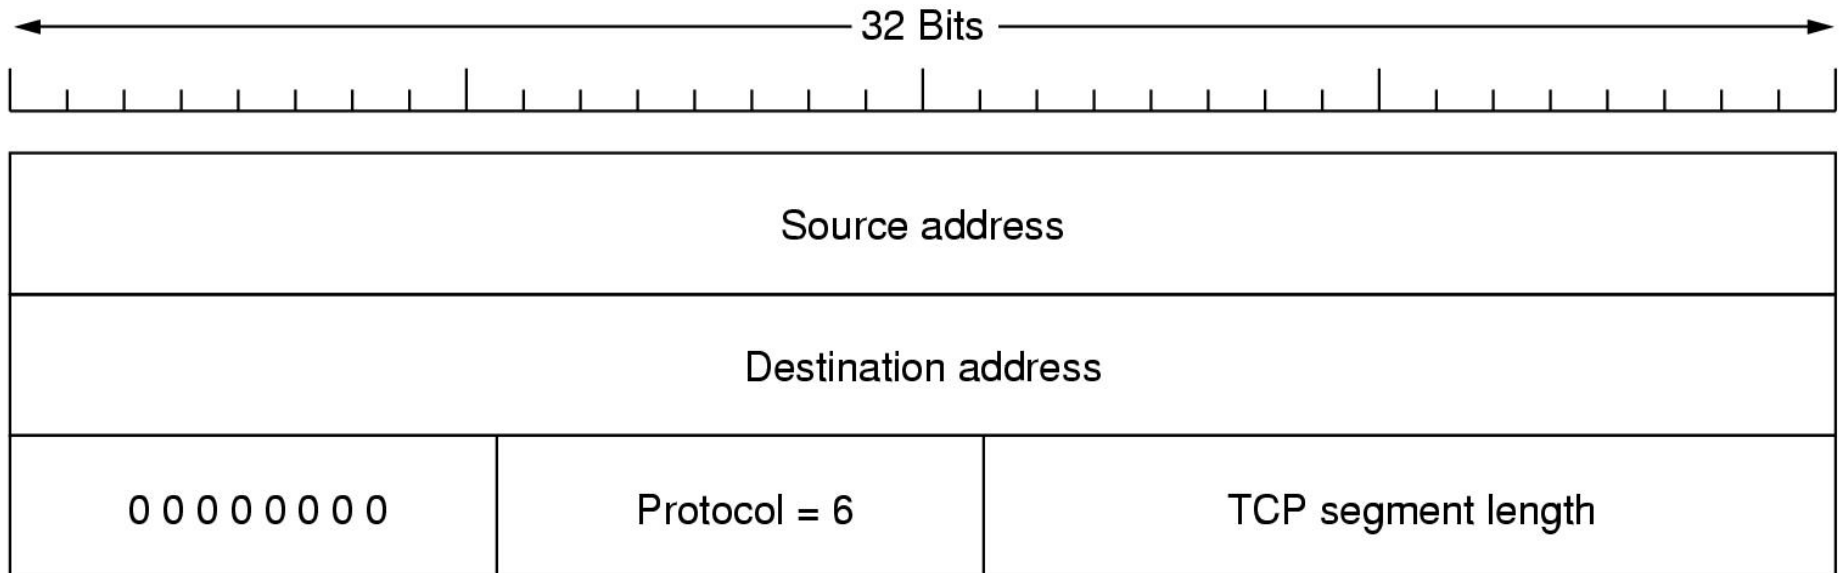 32 Bits
Source address
Destination address
0 0 0 0 0 0 0 0 Protocol = 6 TCP segment length